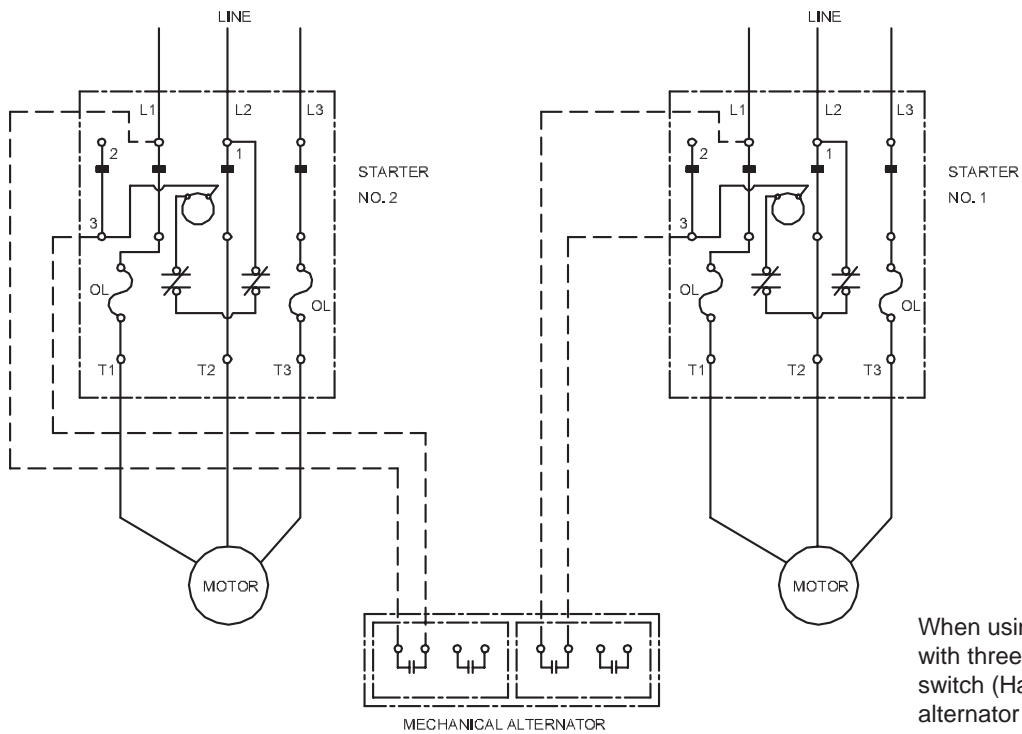 LINE
LINE
L1
L2
L3
L1
L2
L3
2
1
2
1
STARTER
NO. 2
STARTER
NO. 1
3
3
OL
OL
OL
OL
T1
T2
T3
T1
T2
T3
MOTOR
MOTOR
MECHANICAL ALTERNATOR
with three
switch (Ha
alternator
When usin